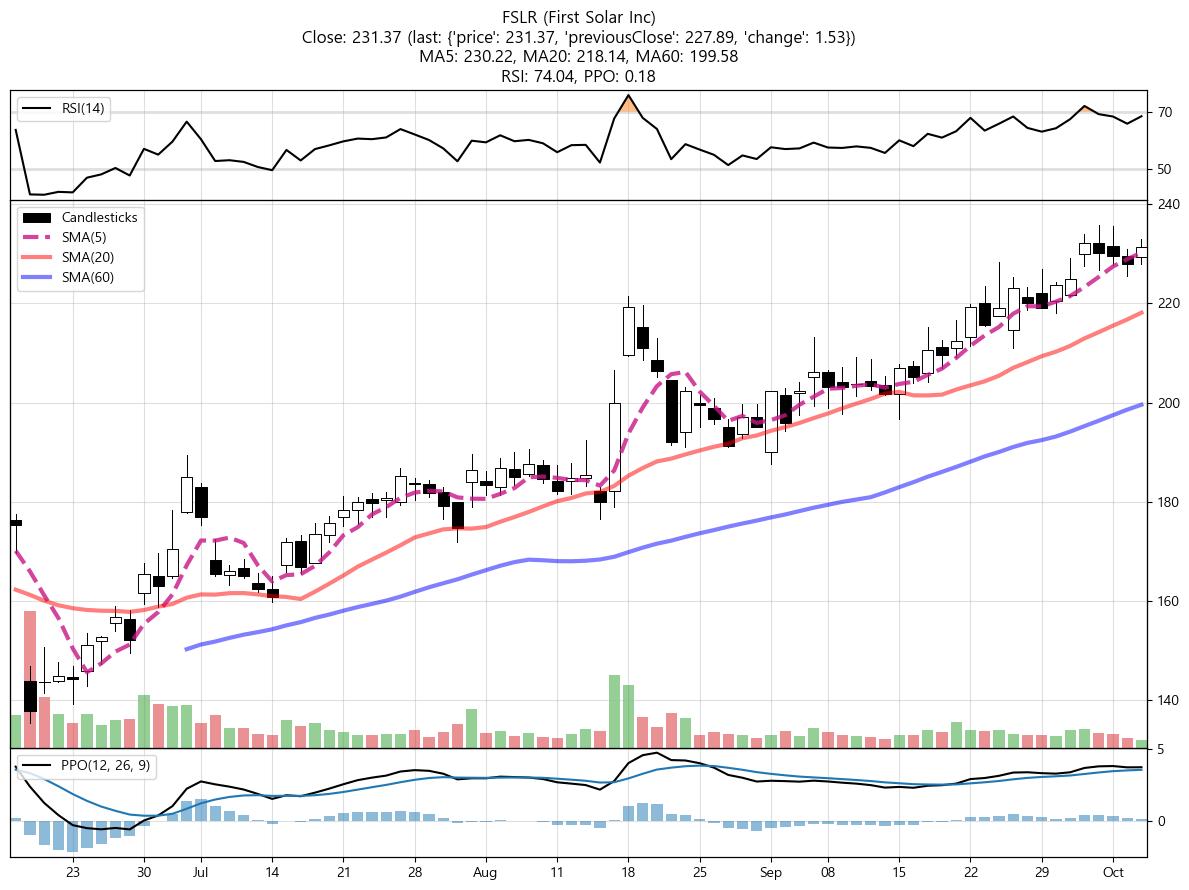 FSLR (First Solar Inc)
Close: 231.37 (last: {'price': 231.37, 'previousClose': 227.89, 'change': 1.53})
MA5: 230.22, MA20: 218.14, MA60: 199.58
RSI: 74.04, PPO: 0.18
RSI(14)
70
50
Candlesticks
SMA(5)
SMA(20)
SMA(60)
240
220
200
180
160
140
PPO(12, 26, 9)
5
0
23 30 Jul 14 21 28 Aug 11 18 25 Sep 08 15 22 29 Oct